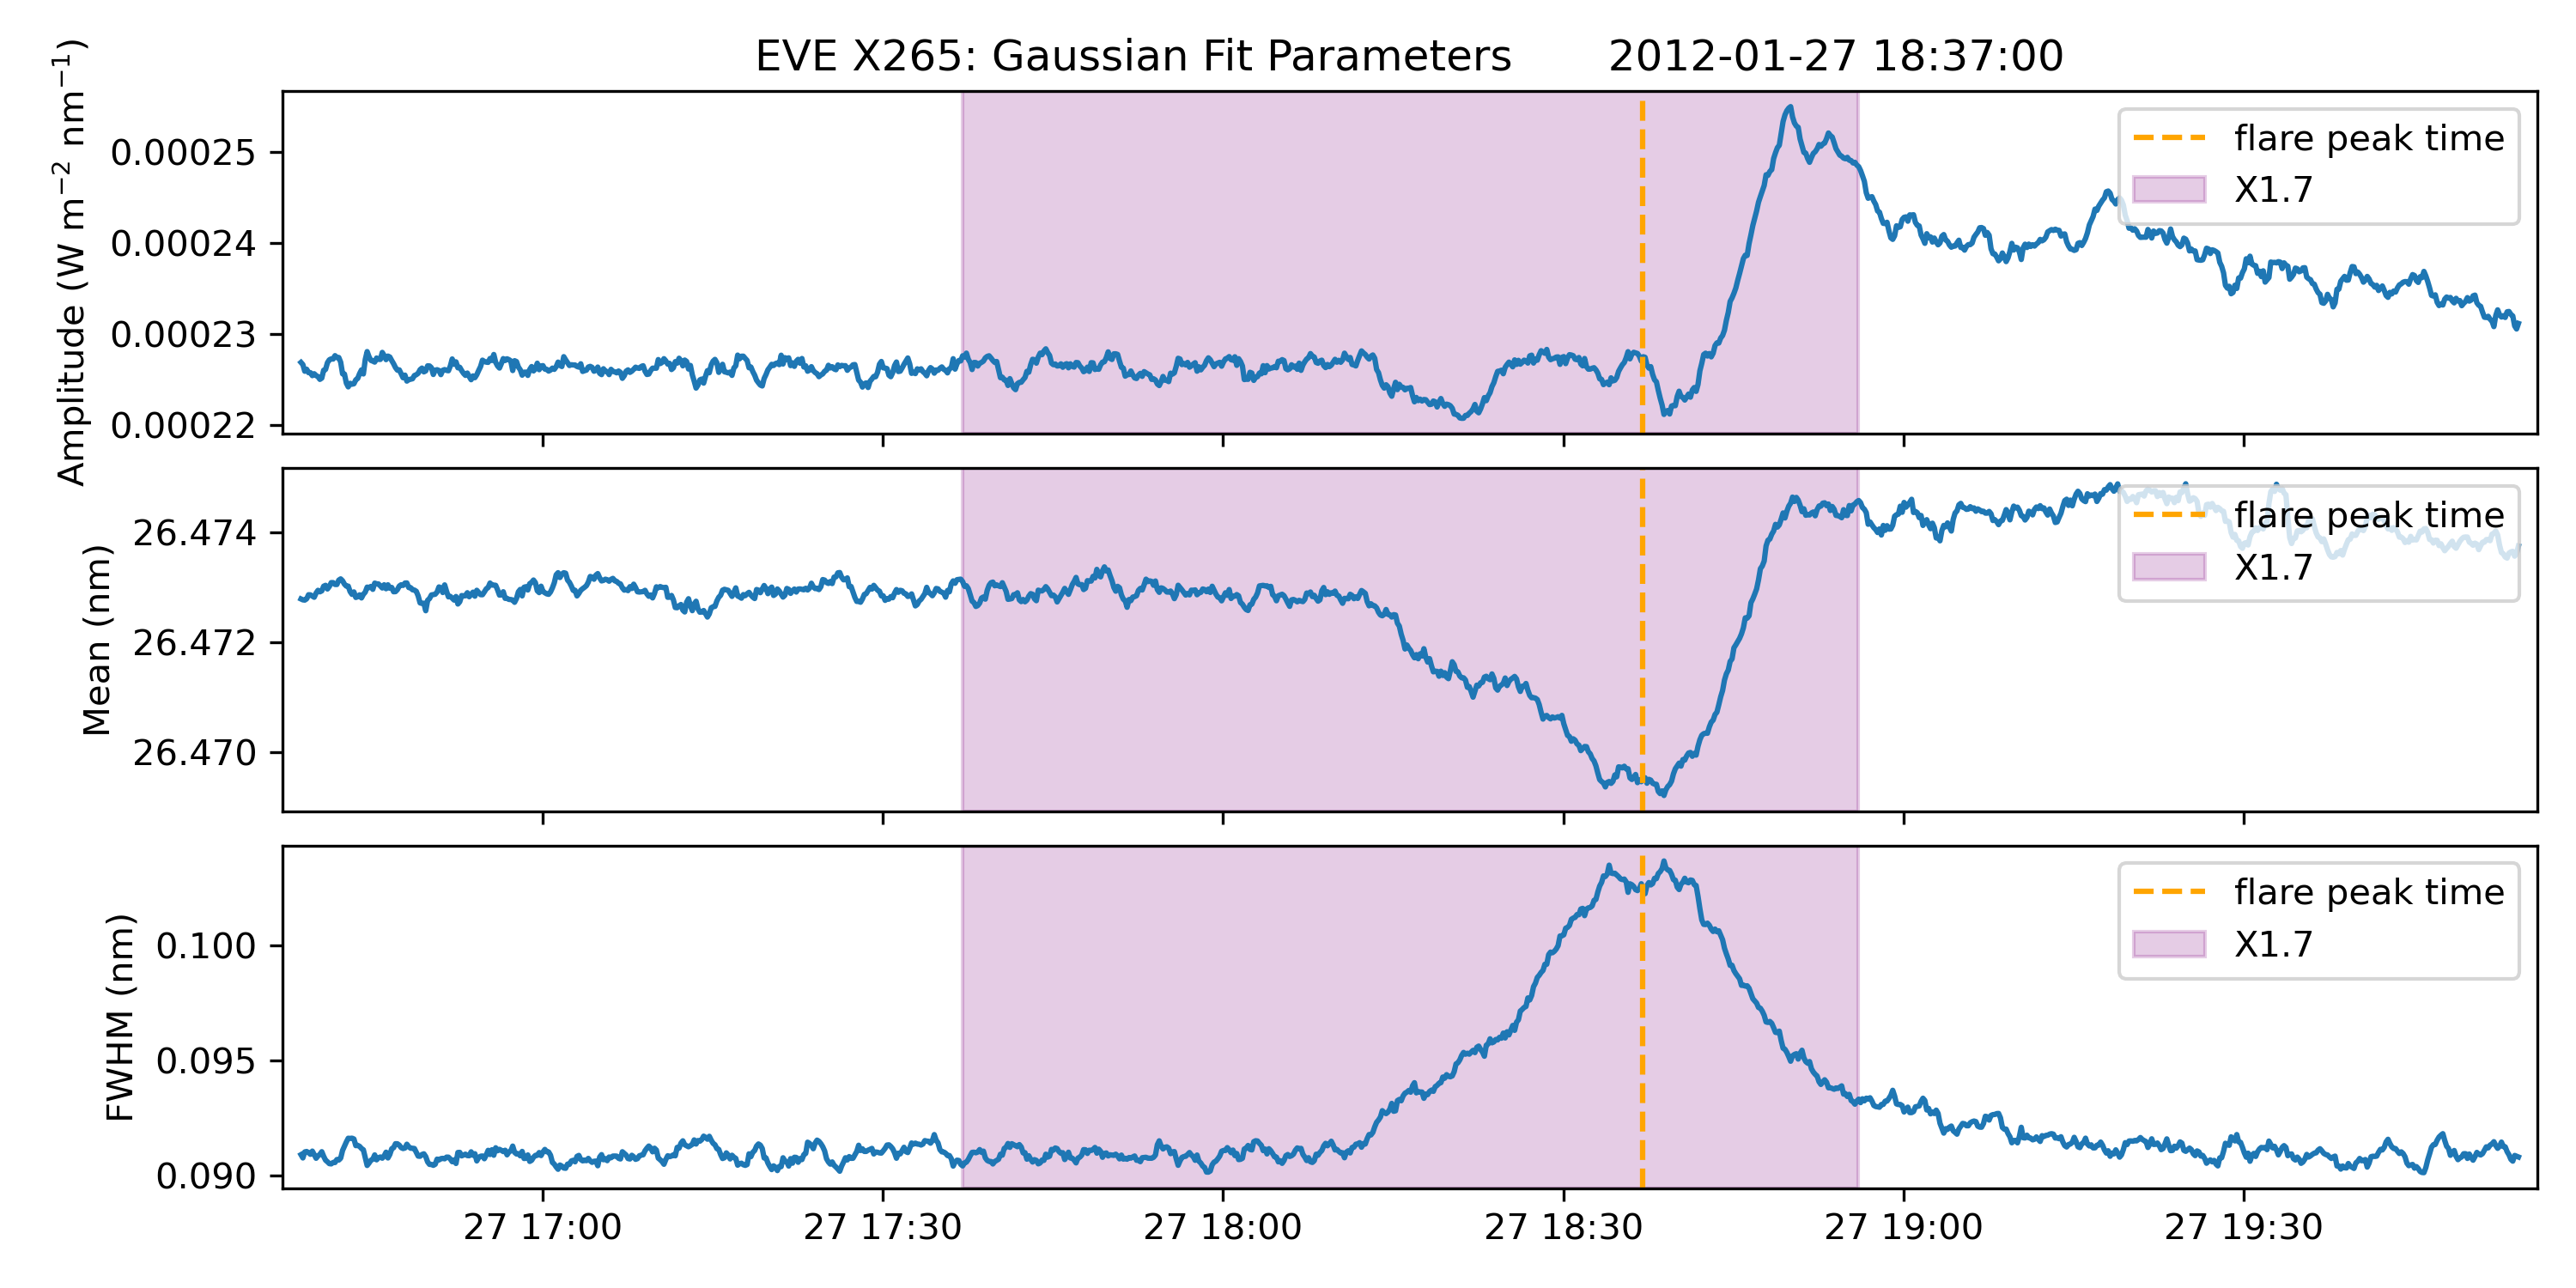 EVE X265: Gaussian Fit Parameters 2012-01-27 18:37:00
Amplitude (W m⁻² nm⁻¹)
0.00025
0.00024
0.00023
0.00022
flare peak time
X1.7
Mean (nm)
26.474
26.472
26.470
flare peak time
X1.7
FWHM (nm)
0.100
0.095
0.090
flare peak time
X1.7
27 17:00 27 17:30 27 18:00 27 18:30 27 19:00 27 19:30